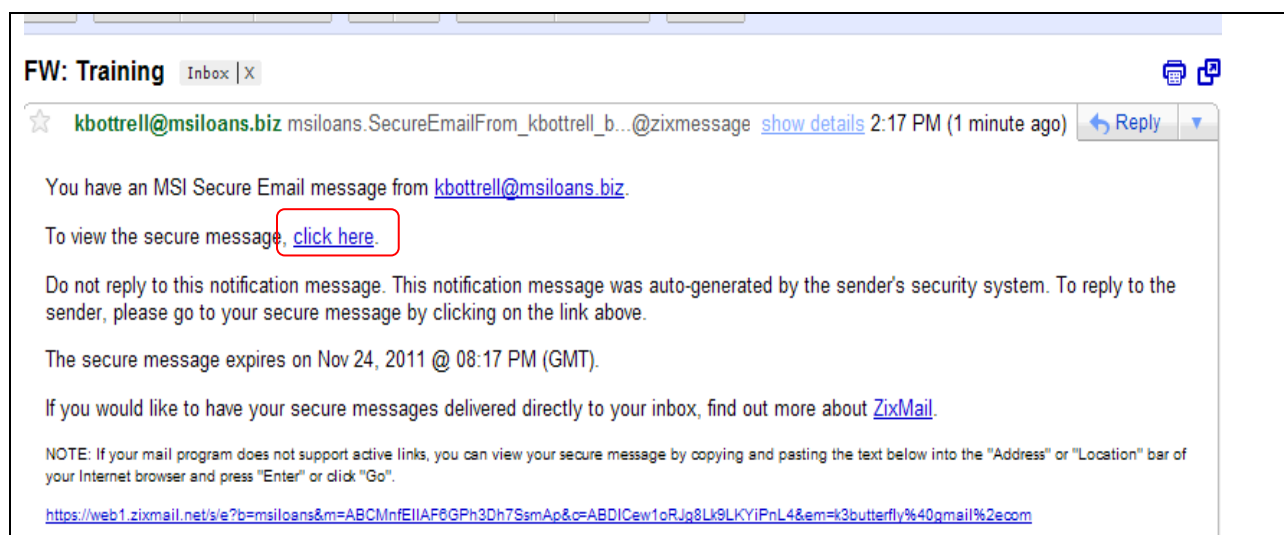 FW: Training Inbox | X
kbottrell@msiloans.biz msiloans.SecureEmailFrom_kbottrell_b...@zixmessage show details 2:17 PM (1 minute ago) Reply
You have an MSI Secure Email message from kbottrell@msiloans.biz.
To view the secure message, click here.
Do not reply to this notification message. This notification message was auto-generated by the sender's security system. To reply to the
sender, please go to your secure message by clicking on the link above.
The secure message expires on Nov 24, 2011 @ 08:17 PM (GMT).
If you would like to have your secure messages delivered directly to your inbox, find out more about ZixMail.
NOTE: If your mail program does not support active links, you can view your secure message by copying and pasting the text below into the "Address" or "Location" bar of
your Internet browser and press "Enter" or click "Go".
https://web1.zixmail.net/s/e?b=msiloans&m=ABCMnfEIIAF6GPh3Dh7SsmAp&c=ABDICew1oRJg8Lk9LKYiPnL4&em=k3butterfly%40gmail%2ecom